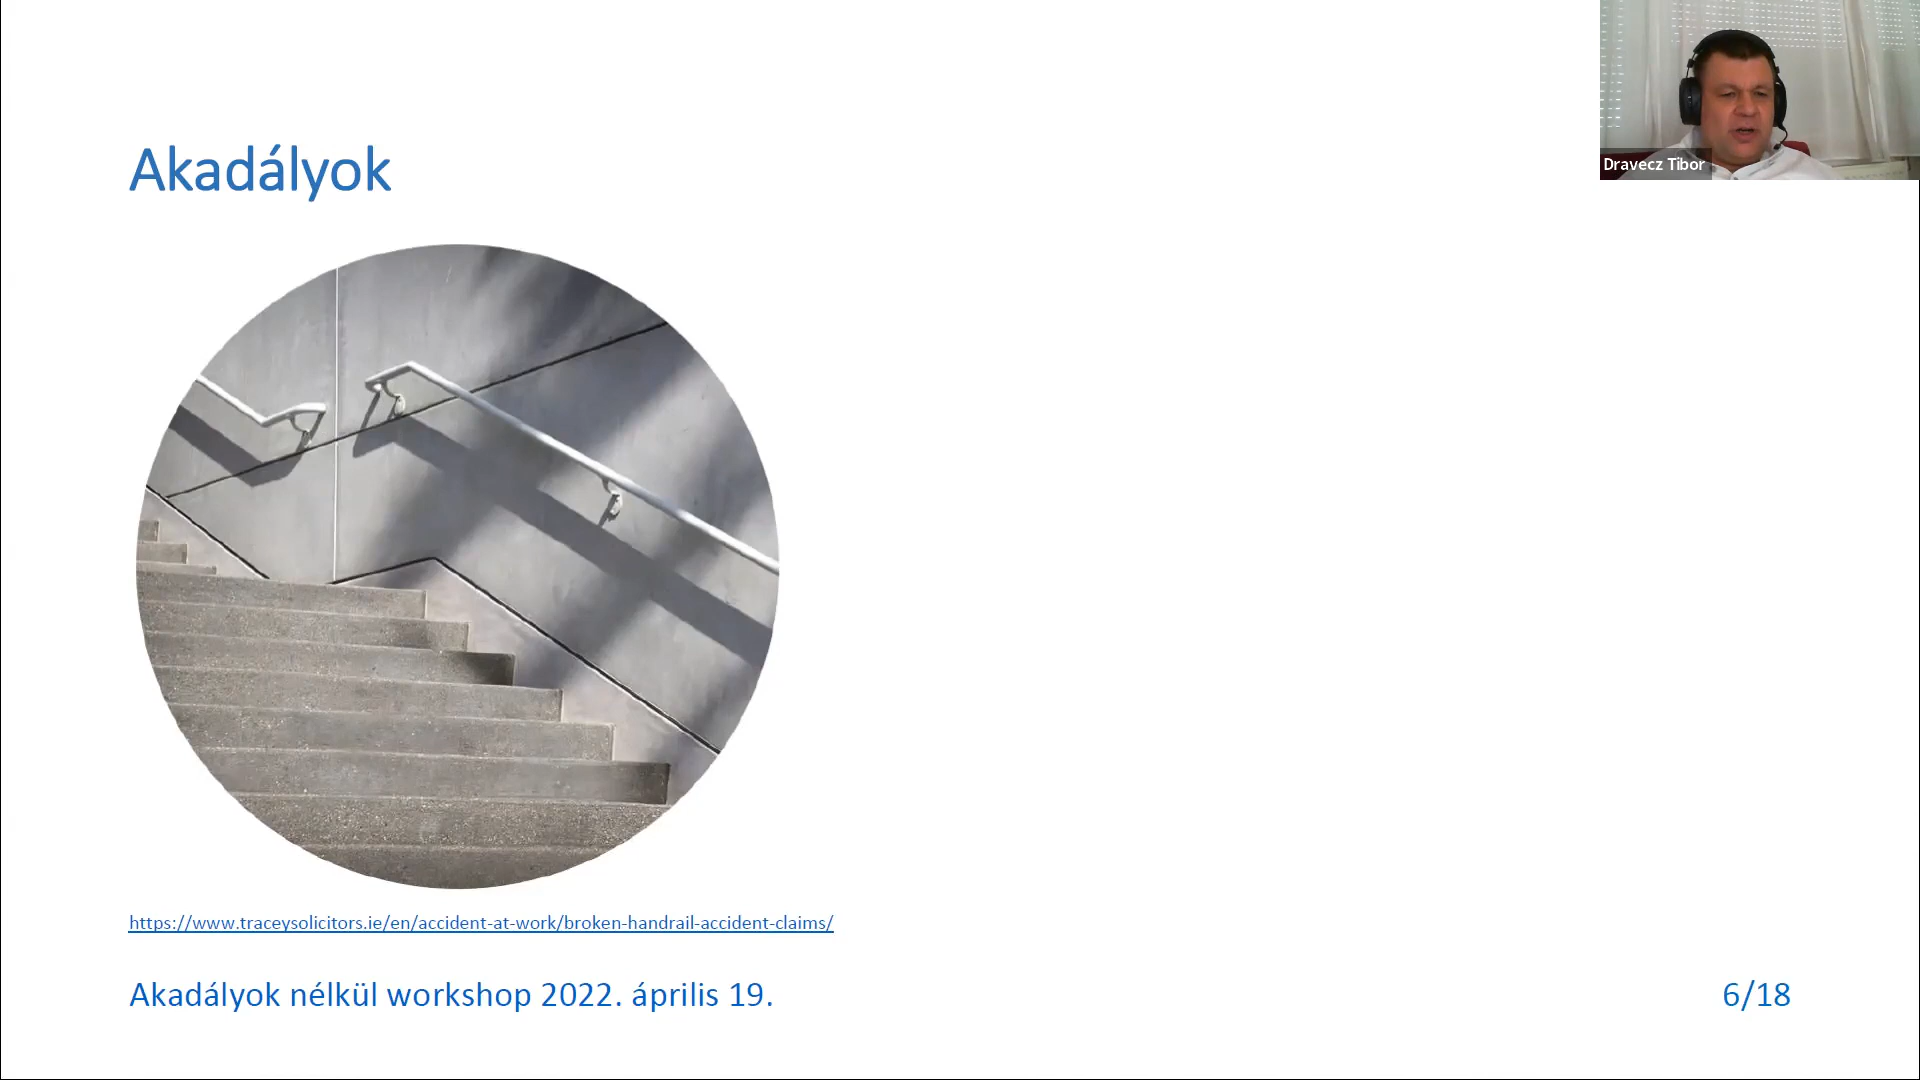 Akadályok
Dravecz Tibor
https://www.traceysolicitors.ie/en/accident-at-work/broken-handrail-accident-claims/
Akadályok nélkül workshop 2022. április 19.
6/18